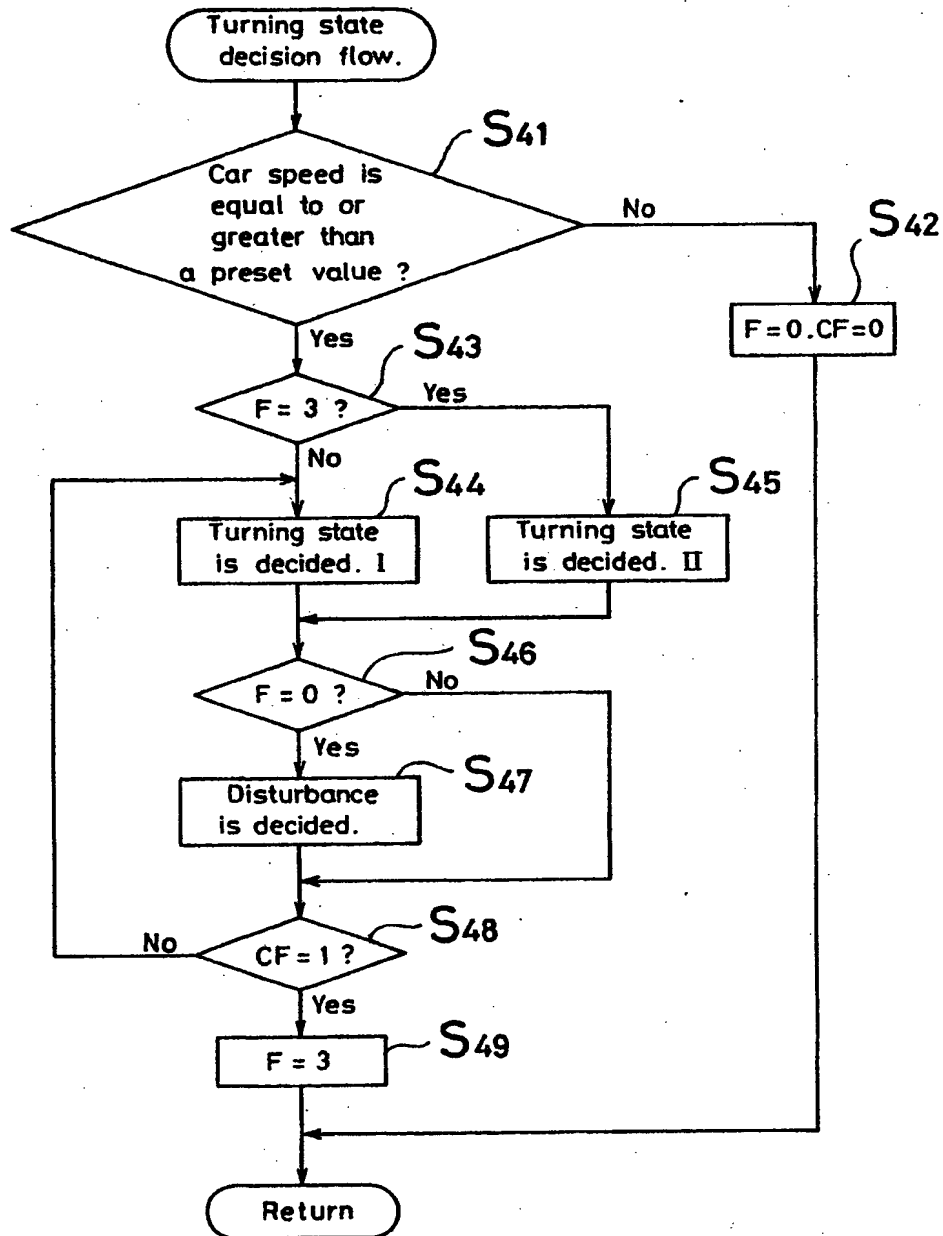 Turning state
decision flow.
S41
Car speed is
equal to or
greater than
a preset value ?
No
S42
F=0.CF=0
Yes
S43
F= 3 ?
Yes
No
S44
Turning state
is decided. I
S45
Turning state
is decided. II
S46
F=0 ?
No
Yes
S47
Disturbance
is decided.
S48
CF=1 ?
No
Yes
S49
F = 3
Return